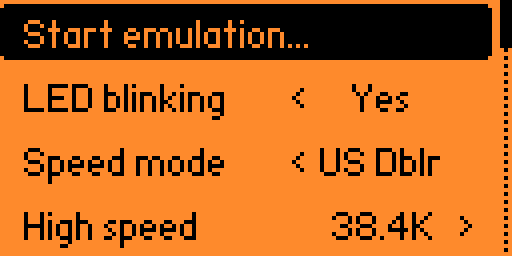 Start emulation...
LED blinking < Yes
Speed mode < US Dblr
High speed 38.4K >